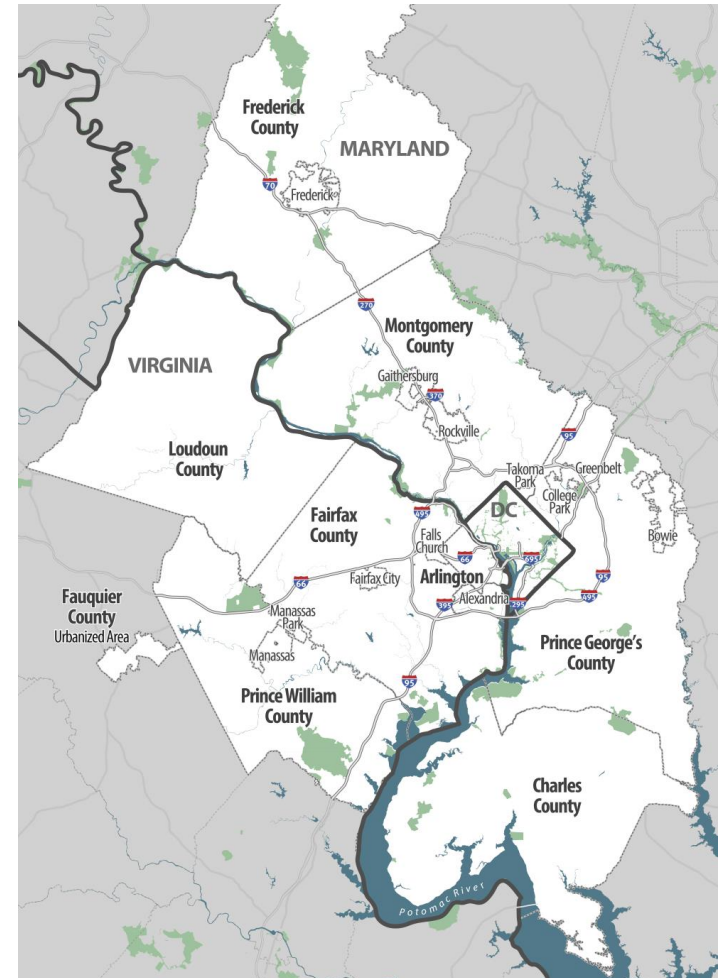 Frederick
County
MARYLAND
70
Frederick
270
Montgomery
County
VIRGINIA
Gaithersburg
370
Rockville
95
Loudoun
County
Takoma
Park
Greenbelt
College
Park
DC
Bowie
Fairfax
County
495
Falls
Church
66
695
Arlington
95
66
Fairfax City
Alexandria
395
295
495
Fauquier
County
Urbanized Area
Manassas
Park
Manassas
Prince George's
County
95
Prince William
County
Charles
County
Potomac River